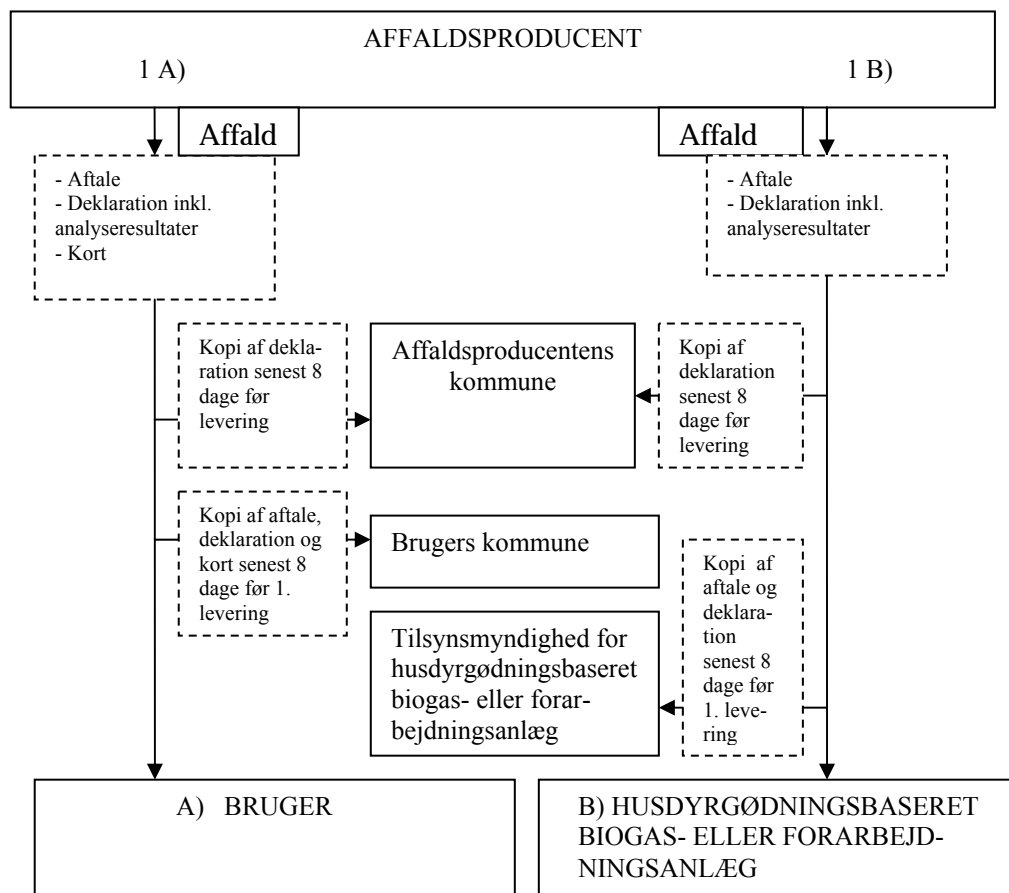 AFFALDSPRODUCENT
1 A)
1 B)
Affald
Affald
- Aftale
- Deklaration inkl.
analyseresultater
- Kort
- Aftale
- Deklaration inkl.
analyseresultater
Kopi af dekla-
ration senest 8
dage før
levering
Affaldsproducentens
kommune
Kopi af
deklaration
senest 8
dage før
levering
Kopi af aftale,
deklaration og
kort senest 8
dage før 1.
levering
Brugers kommune
Kopi af
aftale og
deklara-
tion
senest 8
dage før
1. leve-
ring
Tilsynsmyndighed for
husdyrgødningsbaseret
biogas- eller forar-
bejdningsanlæg
A) BRUGER
B) HUSDYRGØDNINGSBASERET
BIOGAS- ELLER FORARBEJD-
NINGSANLÆG